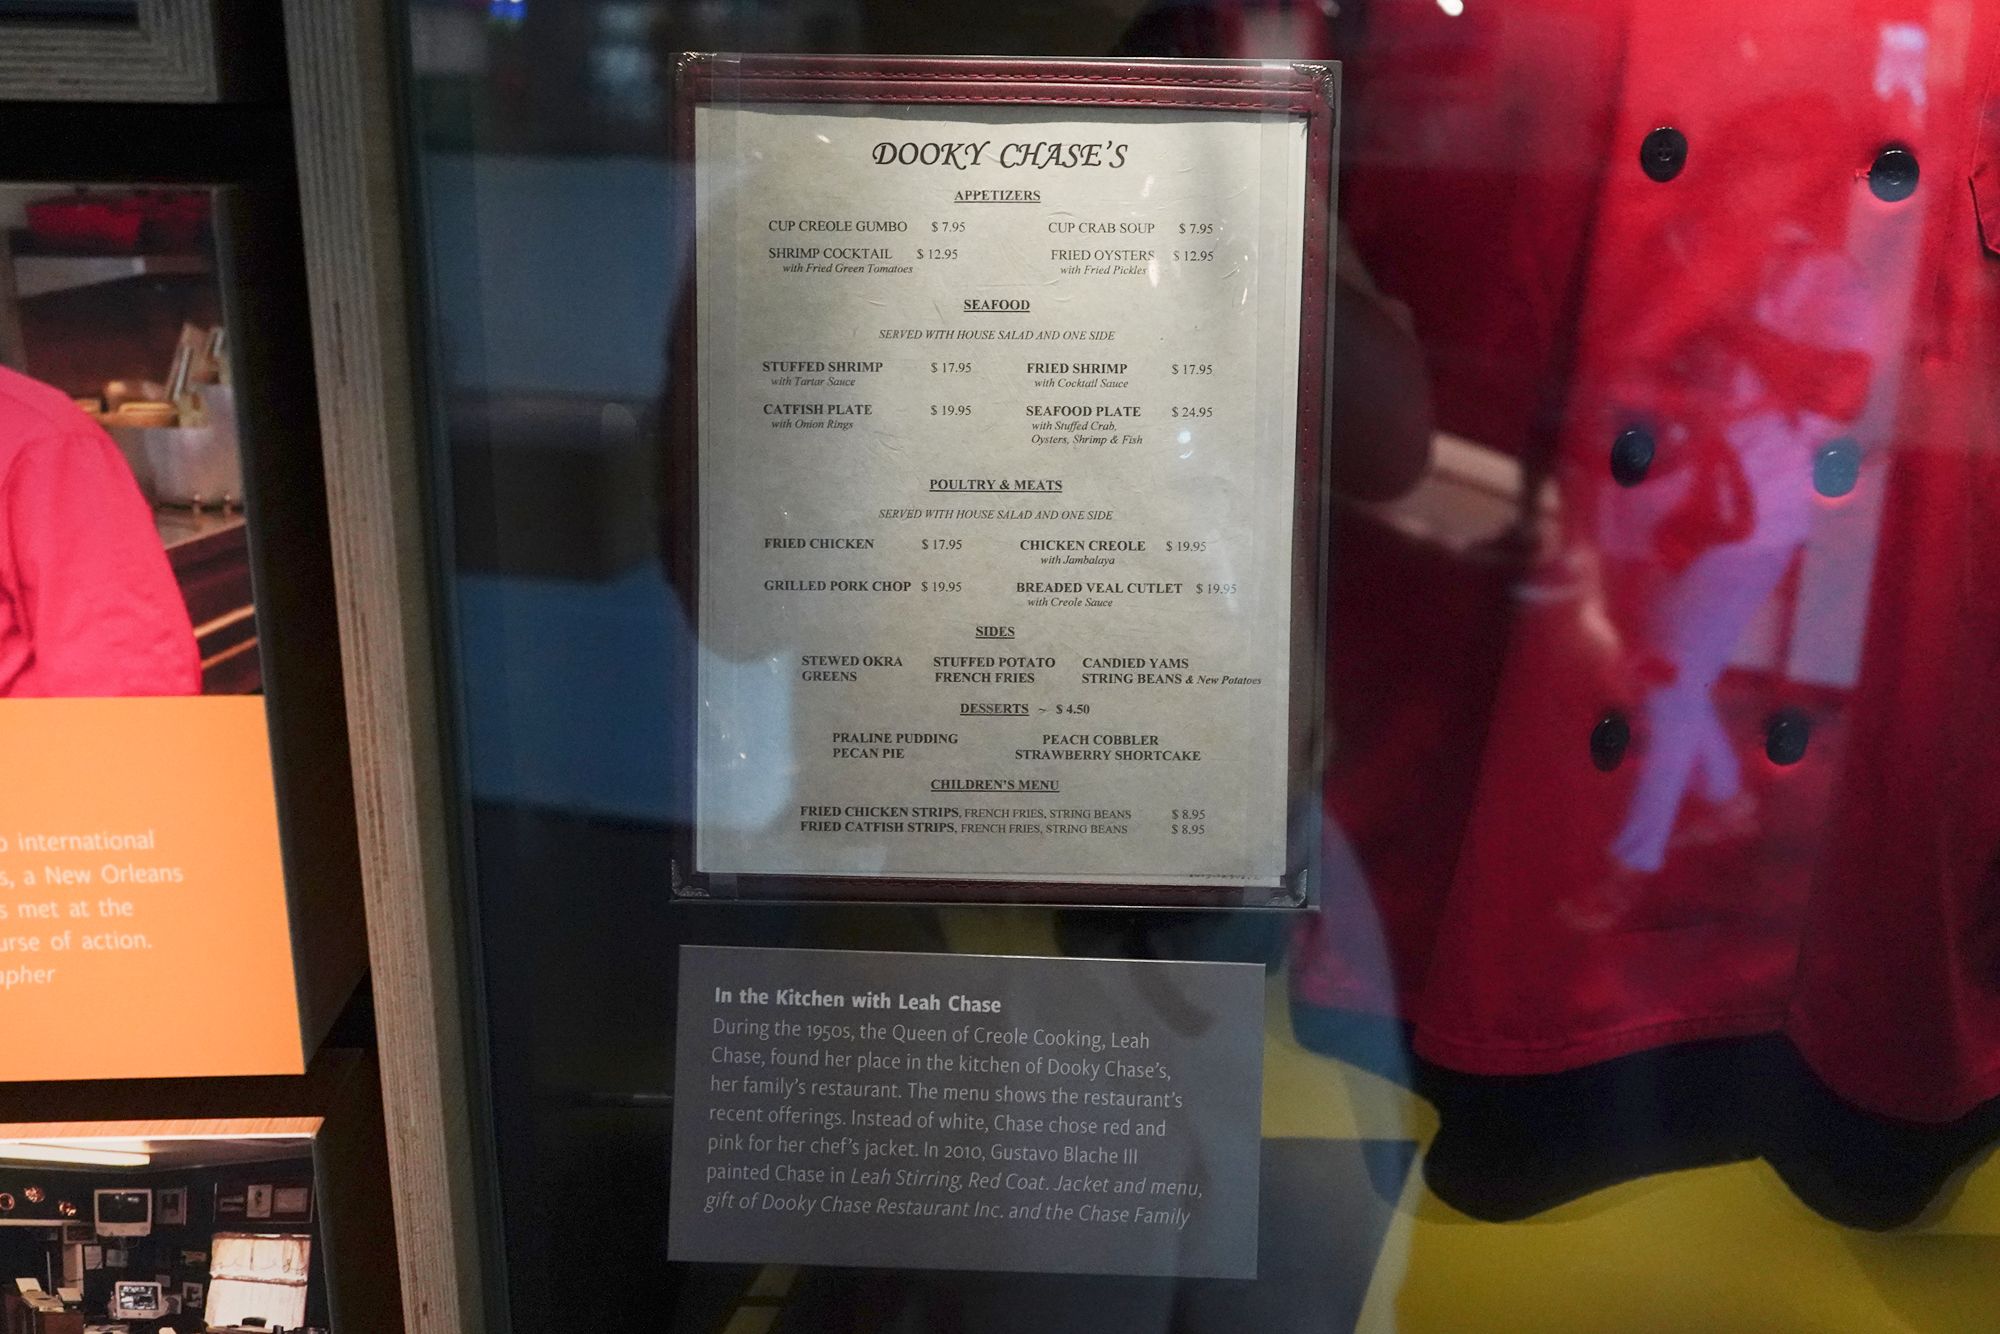 DOOKY CHASE'S
APPETIZERS
CUP CREOLE GUMBO $ 7.95 CUP CRAB SOUP $ 7.95
SHRIMP COCKTAIL $ 12.95 FRIED OYSTERS $ 12.95
with Fried Green Tomatoes with Fried Pickles
SEAFOOD
SERVED WITH HOUSE SALAD AND ONE SIDE
STUFFED SHRIMP $ 17.95 FRIED SHRIMP $ 17.95
with Tartar Sauce with Cocktail Sauce
CATFISH PLATE $ 19.95 SEAFOOD PLATE $ 24.95
with Onion Rings with Stuffed Crab,
Oysters, Shrimp & Fish
POULTRY & MEATS
SERVED WITH HOUSE SALAD AND ONE SIDE
FRIED CHICKEN $ 17.95 CHICKEN CREOLE $ 19.95
with Jambalaya
GRILLED PORK CHOP $ 19.95 BREADED VEAL CUTLET $ 19.95
with Creole Sauce
SIDES
STEWED OKRA STUFFED POTATO CANDIED YAMS
GREENS FRENCH FRIES STRING BEANS & New Potatoes
DESSERTS ~ $ 4.50
PRALINE PUDDING PEACH COBBLER
PECAN PIE STRAWBERRY SHORTCAKE
CHILDREN'S MENU
FRIED CHICKEN STRIPS, FRENCH FRIES, STRING BEANS $ 8.95
FRIED CATFISH STRIPS, FRENCH FRIES, STRING BEANS $ 8.95
In the Kitchen with Leah Chase
During the 1950s, the Queen of Creole Cooking, Leah
Chase, found her place in the kitchen of Dooky Chase's,
her family's restaurant. The menu shows the restaurant's
recent offerings. Instead of white, Chase chose red and
pink for her chef's jacket. In 2010, Gustavo Blache III
painted Chase in Leah Stirring, Red Coat. Jacket and menu,
gift of Dooky Chase Restaurant Inc. and the Chase Family
international
s, a New Orleans
s met at the
urse of action.
apher